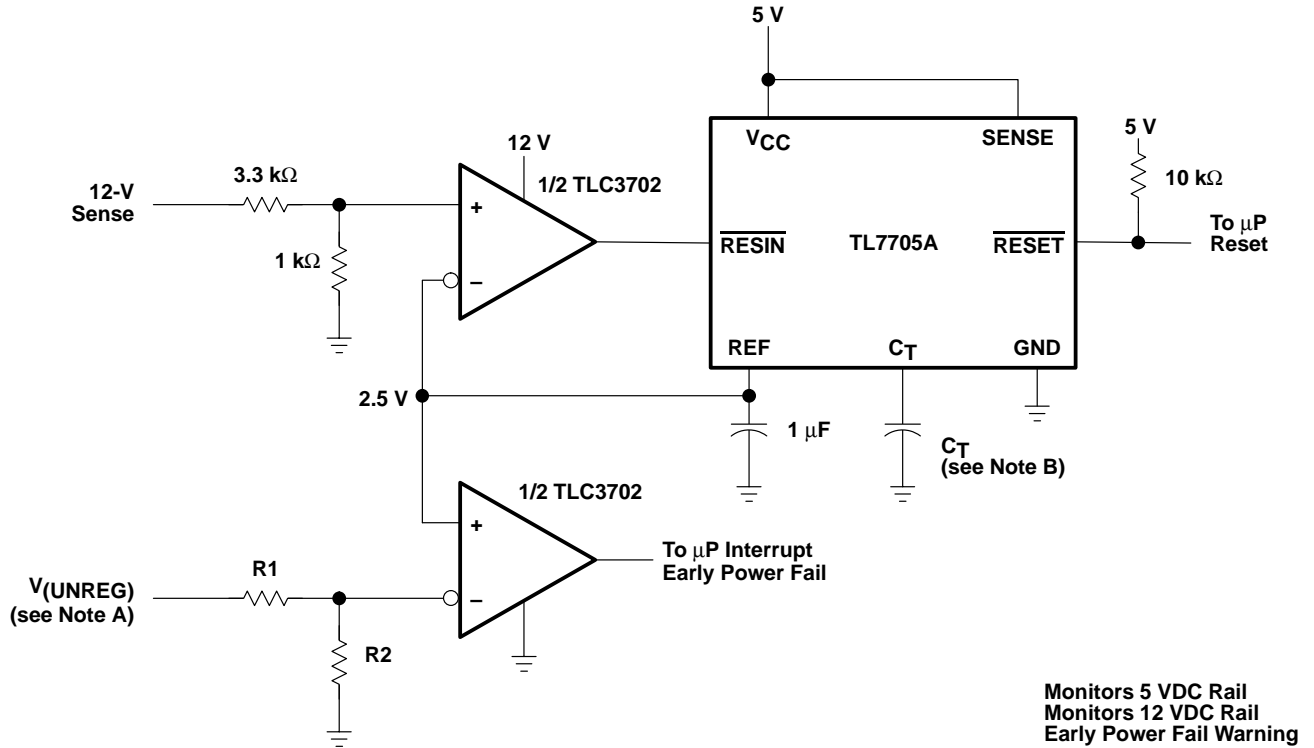 5 V
VCC
SENSE
5 V
12 V
10 kΩ
1/2 TLC3702
3.3 kΩ
12-V
Sense
+
RESIN
TL7705A
RESET
To μP
Reset
1 kΩ
–
REF
CT
GND
2.5 V
1 μF
CT
(see Note B)
1/2 TLC3702
+
To μP Interrupt
Early Power Fail
R1
V(UNREG)
(see Note A)
–
R2
Monitors 5 VDC Rail
Monitors 12 VDC Rail
Early Power Fail Warning